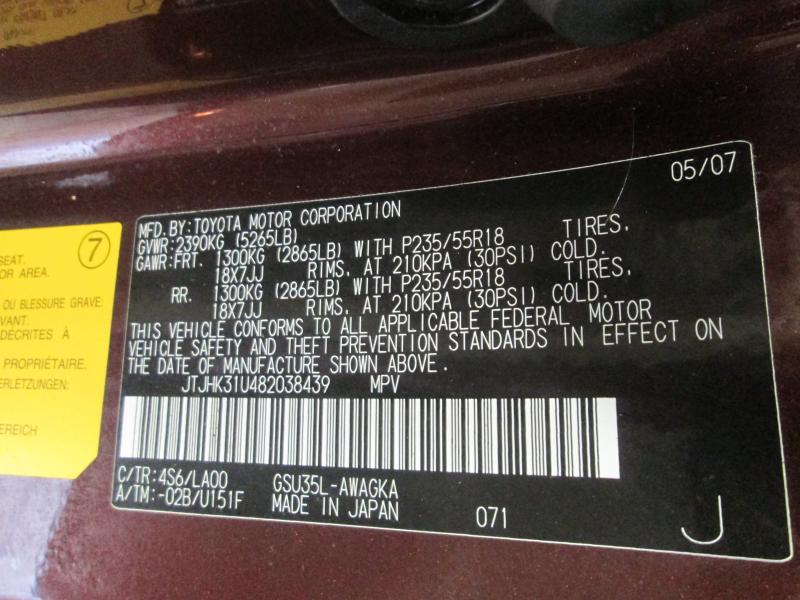 05/07
MFD. BY: TOYOTA MOTOR CORPORATION
GVWR: 2390KG (5265LB)
GAWR: FRT. 1300KG (2865LB) WITH P235/55R18 TIRES,
18X7JJ RIMS, AT 210KPA (30PSI) COLD.
RR. 1300KG (2865LB) WITH P235/55R18 TIRES,
18X7JJ RIMS, AT 210KPA (30PSI) COLD.
THIS VEHICLE CONFORMS TO ALL APPLICABLE FEDERAL MOTOR
VEHICLE SAFETY AND THEFT PREVENTION STANDARDS IN EFFECT ON
THE DATE OF MANUFACTURE SHOWN ABOVE.
JTJHK31U482038439 MPV
C/TR: 4S6/LA00 GSU35L-AWAGKA
A/TM: -02B/U151F MADE IN JAPAN 071
J
7
SEAT.
OR AREA.
OU BLESSURE GRAVE:
VANT.
DÉCRITES À
PROPRIÉTAIRE.
ERLETZUNGEN:
EREICH